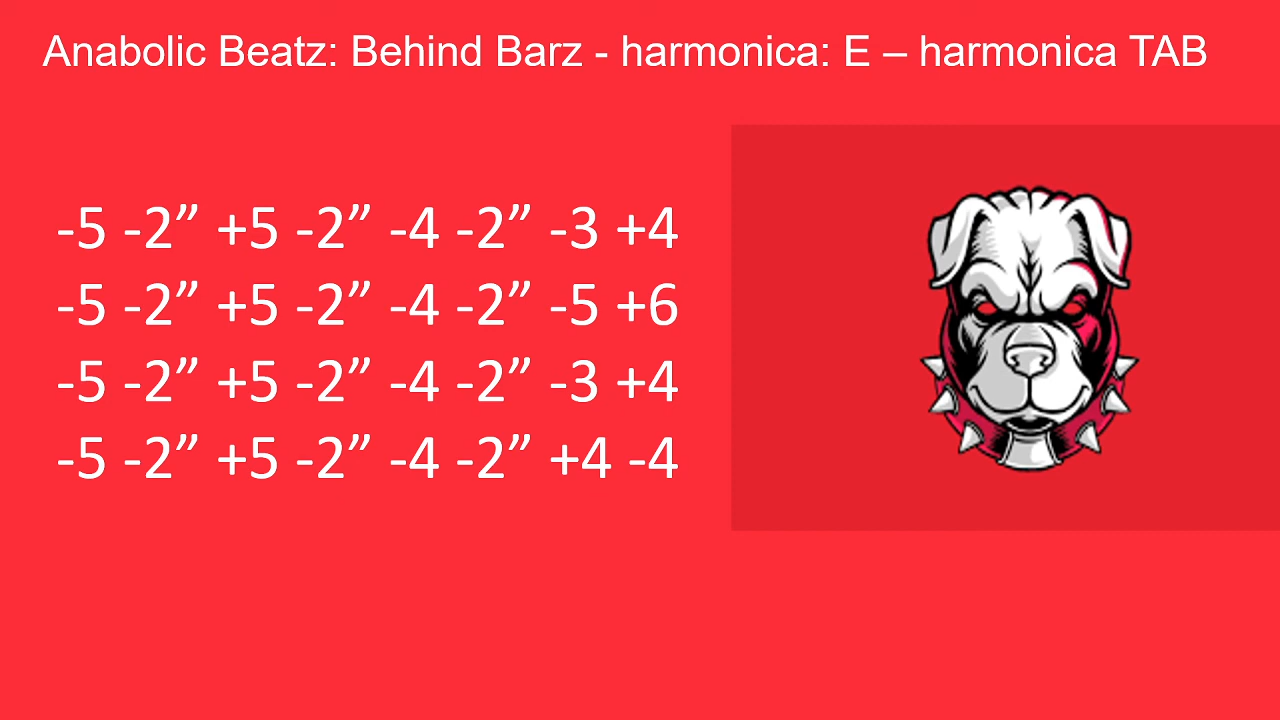 Anabolic Beatz: Behind Barz - harmonica: E – harmonica TAB
-5 -2” +5 -2” -4 -2” -3 +4
-5 -2” +5 -2” -4 -2” -5 +6
-5 -2” +5 -2” -4 -2” -3 +4
-5 -2” +5 -2” -4 -2” +4 -4